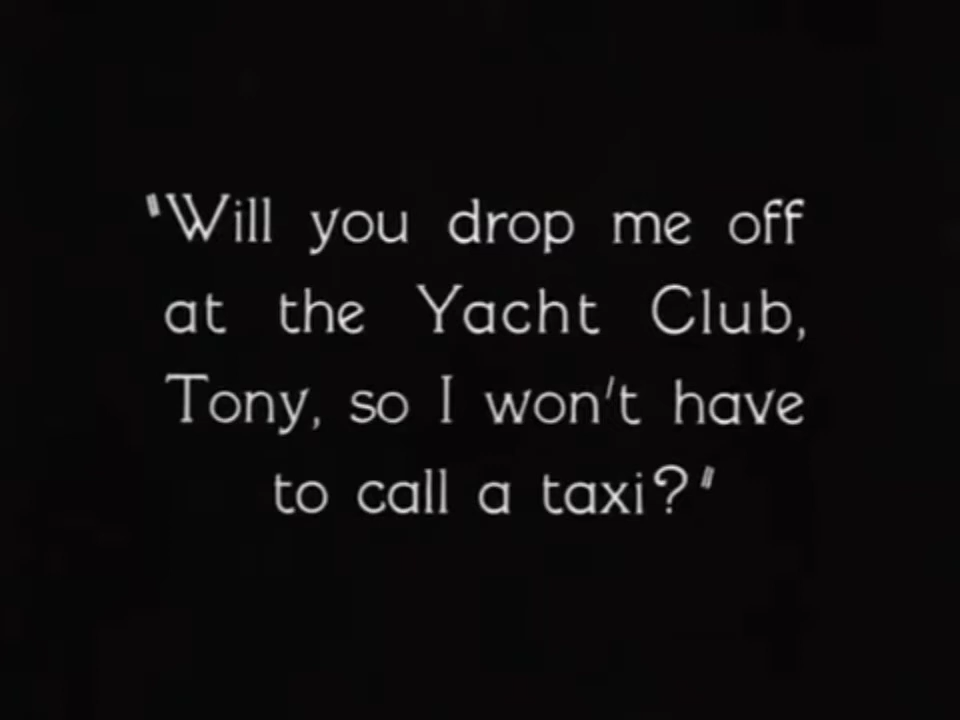 "Will you drop me off
at the Yacht Club,
Tony, so I won't have
to call a taxi?"